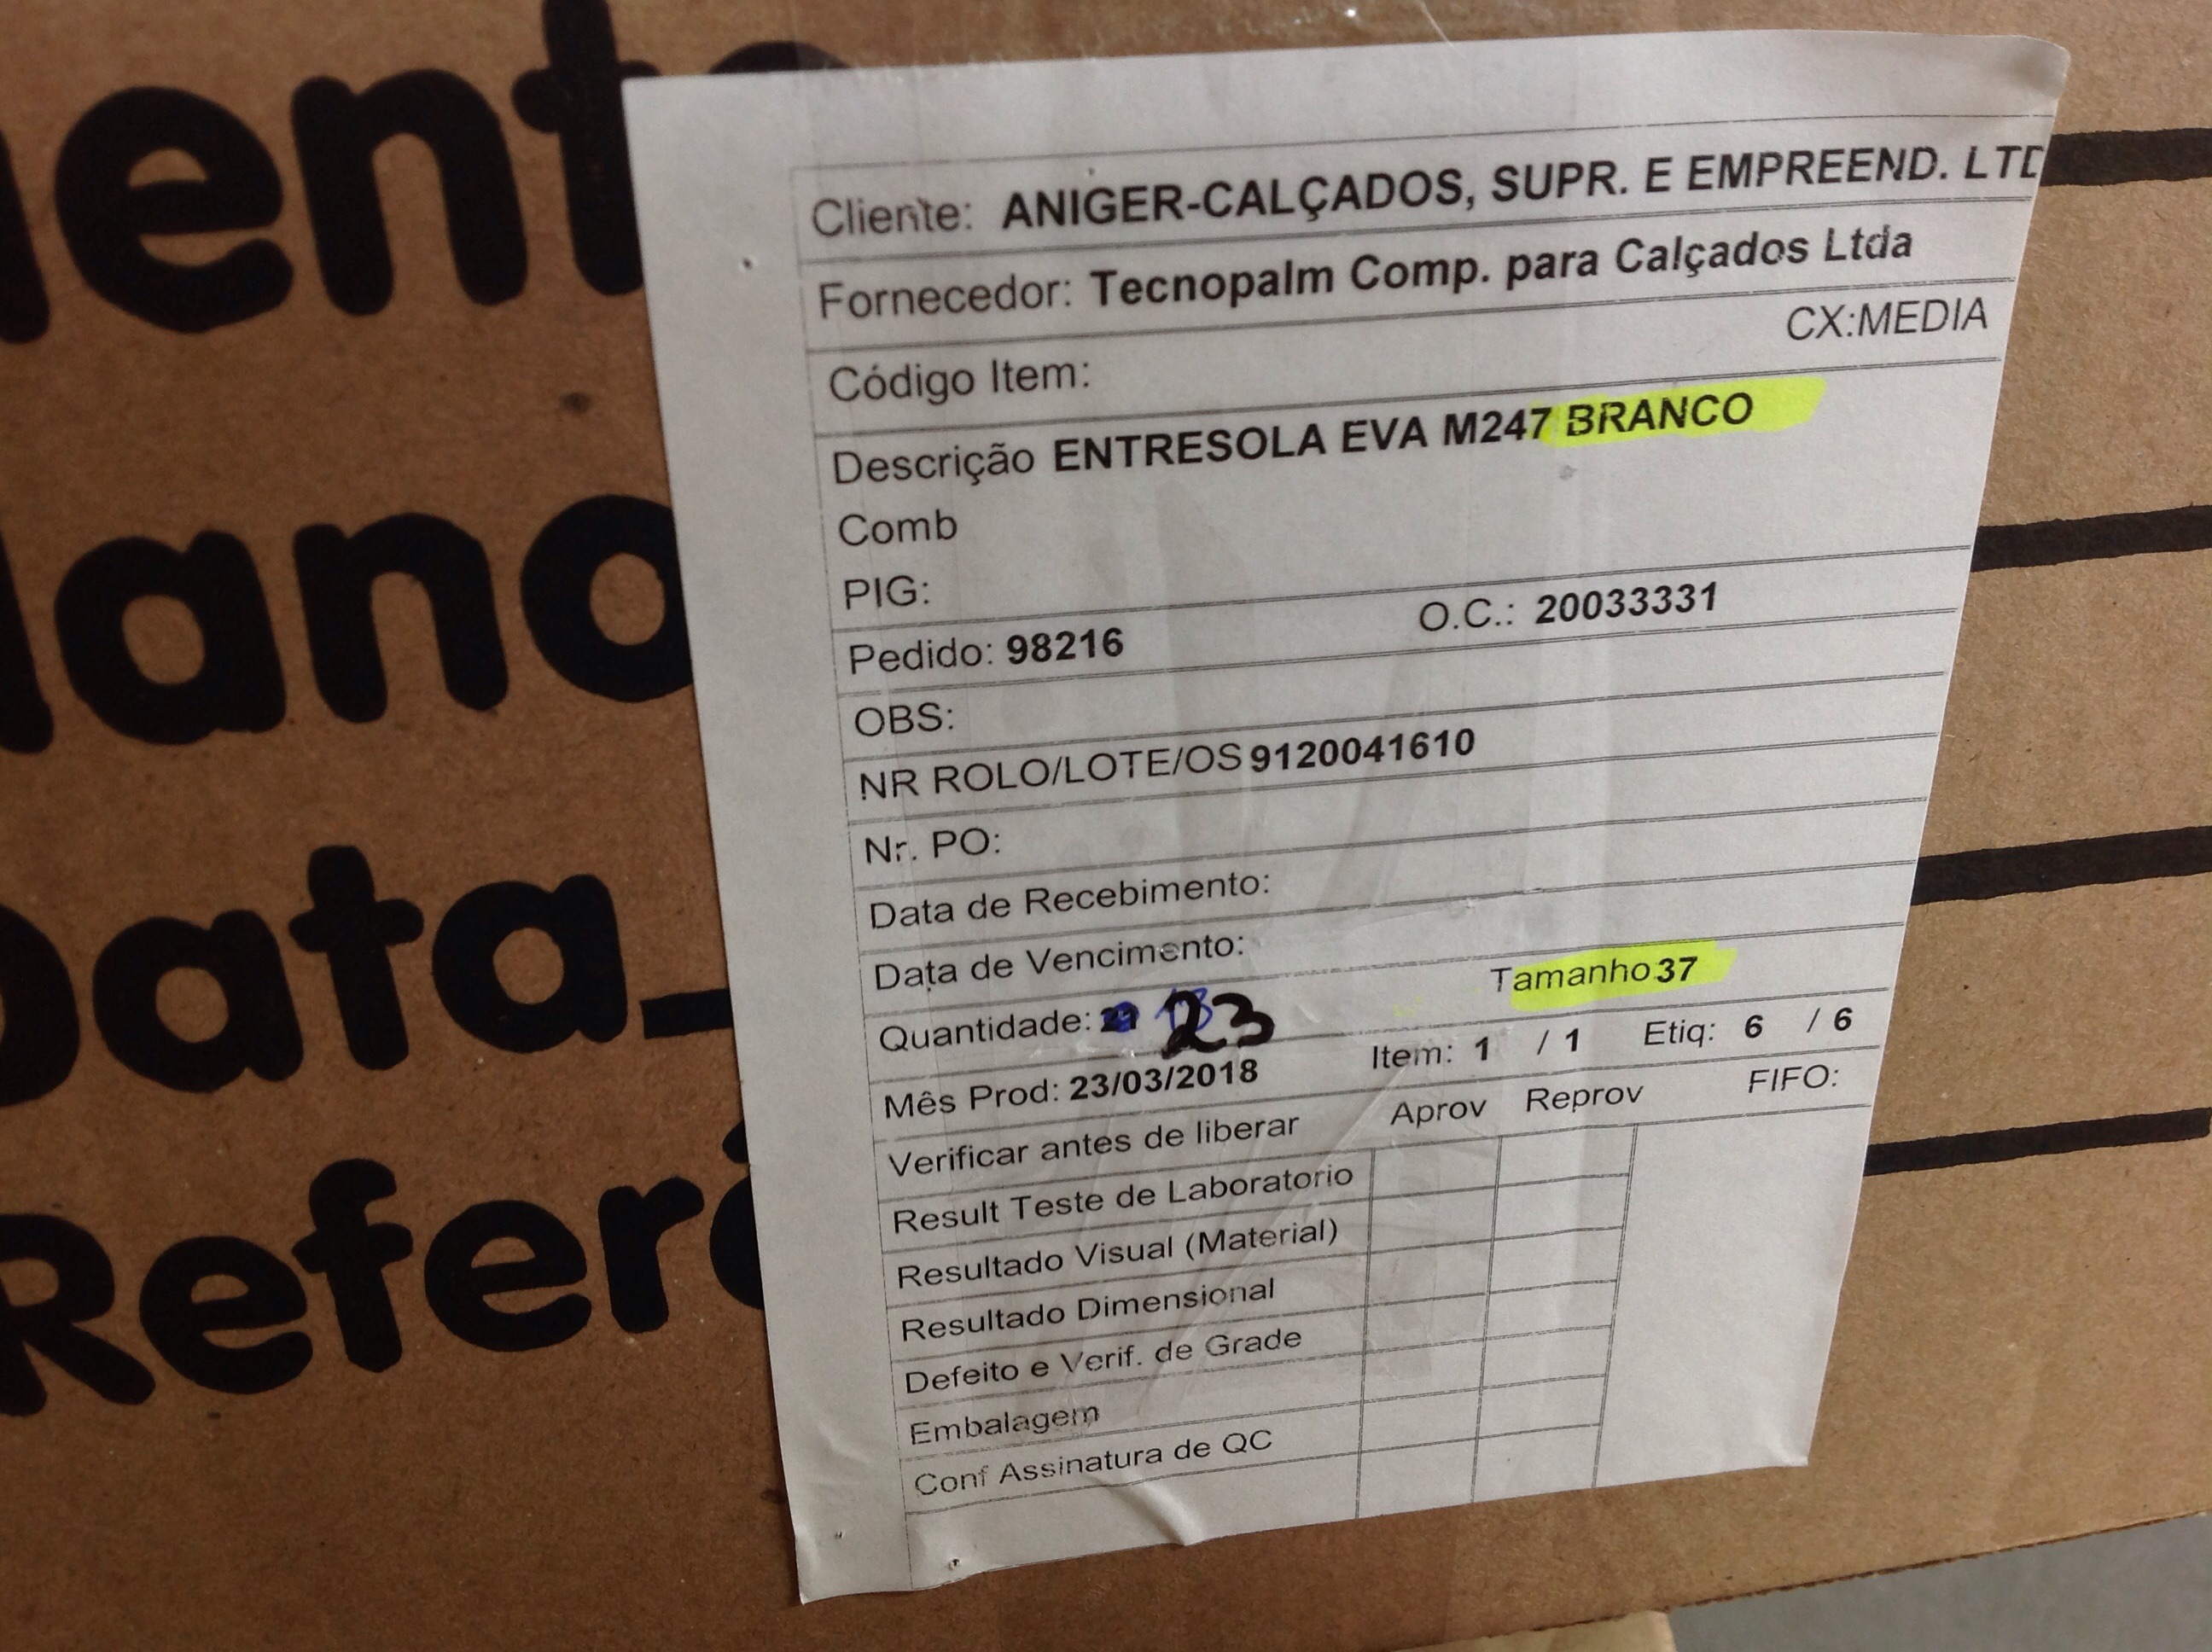 Cliente: ANIGER-CALÇADOS, SUPR. E EMPREEND. LTD
Fornecedor: Tecnopalm Comp. para Calçados Ltda
CX:MEDIA
Código Item:
Descrição ENTRESOLA EVA M247 BRANCO
Comb
PIG:
Pedido: 98216 O.C.: 20033331
OBS:
NR ROLO/LOTE/OS 9120041610
Nr. PO:
Data de Recebimento:
Data de Vencimento:
Quantidade: 23 Tamanho 37
Mês Prod: 23/03/2018 Item: 1 / 1 Etiq: 6 / 6
Verificar antes de liberar Aprov Reprov FIFO:
Result Teste de Laboratorio
Resultado Visual (Material)
Resultado Dimensional
Defeito e Verif. de Grade
Embalagem
Conf Assinatura de QC
ento
lano
Data
Referê